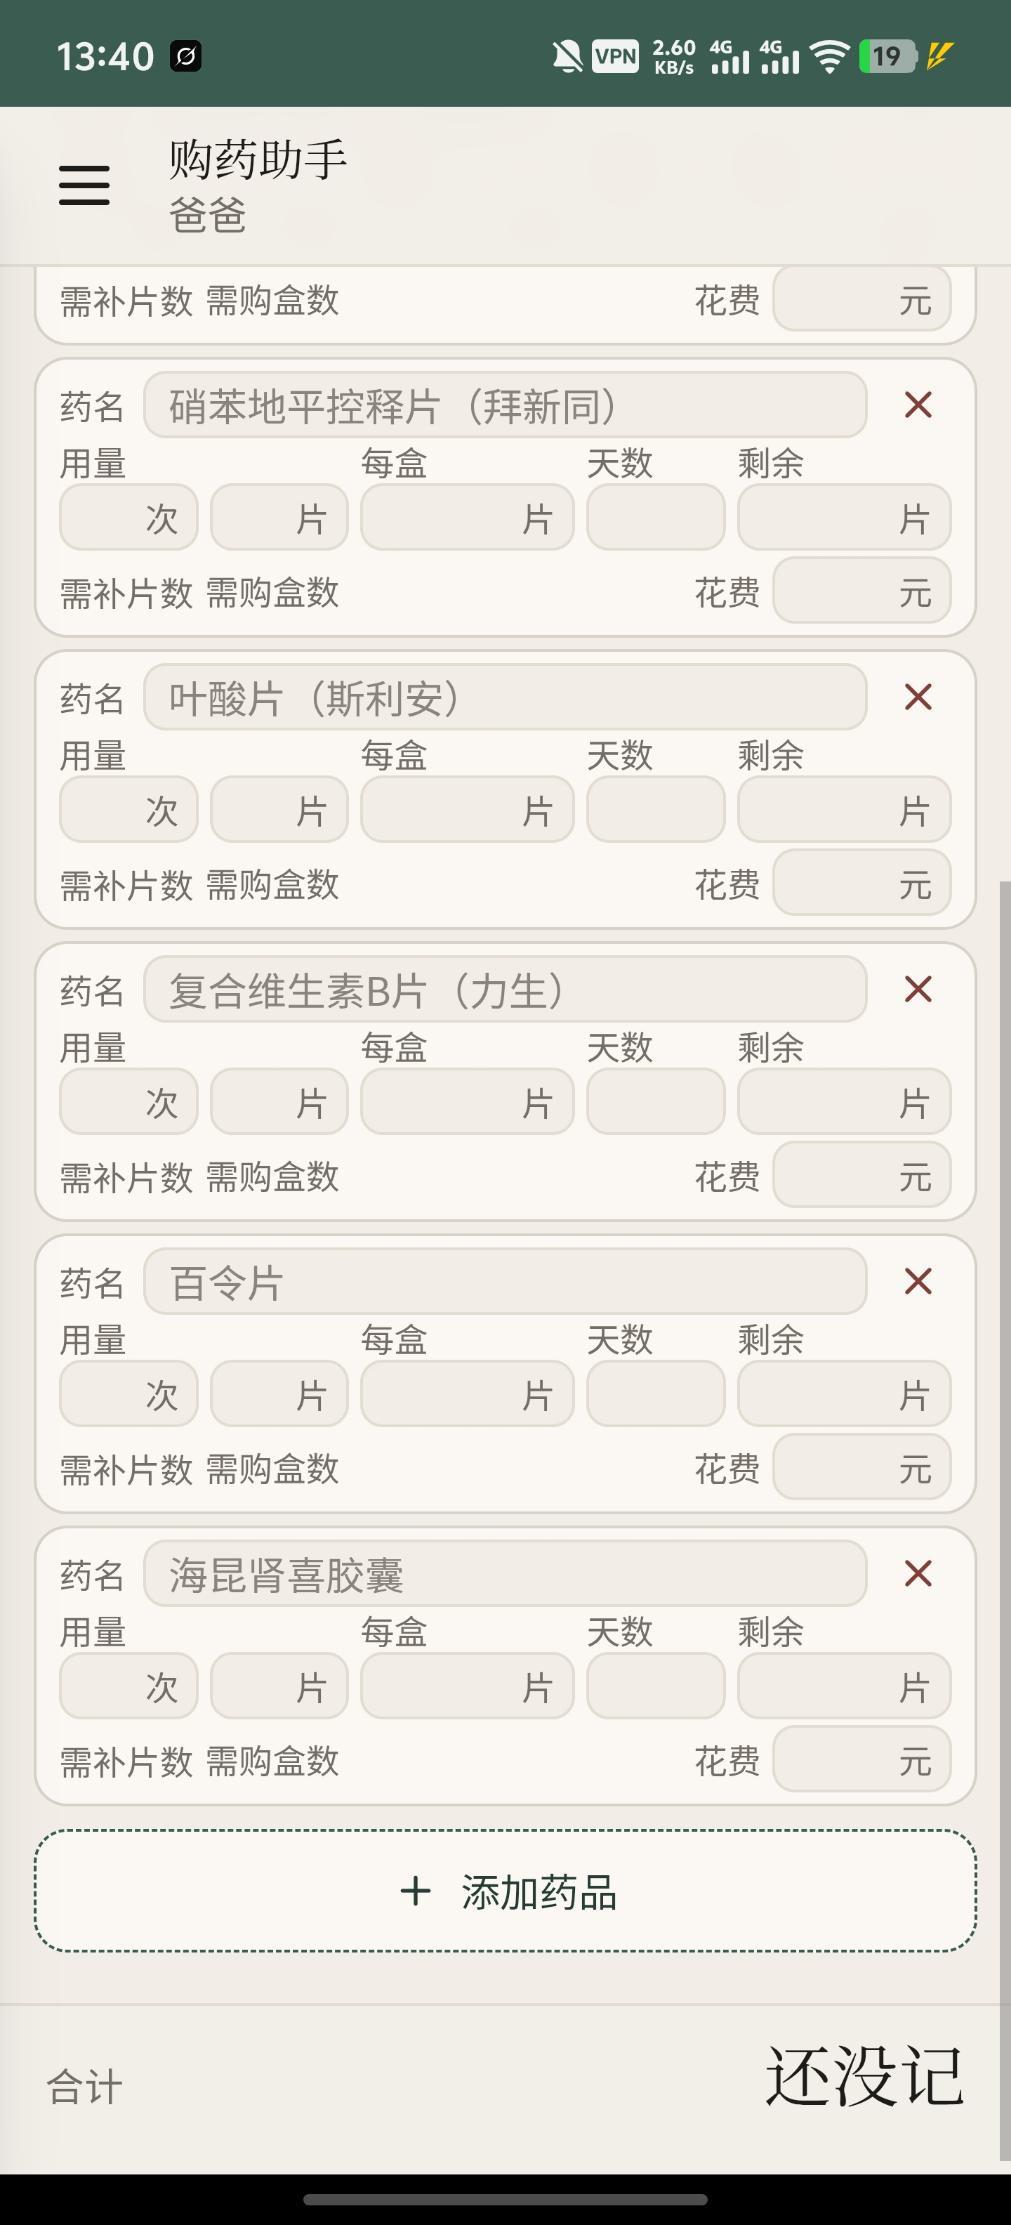 13:40 VPN 2.60 KB/s 4G 4G 19
购药助手
爸爸
需补片数 需购盒数 花费 元
药名 硝苯地平控释片（拜新同）
用量 每盒 天数 剩余
次 片 片 片
需补片数 需购盒数 花费 元
药名 叶酸片（斯利安）
用量 每盒 天数 剩余
次 片 片 片
需补片数 需购盒数 花费 元
药名 复合维生素B片（力生）
用量 每盒 天数 剩余
次 片 片 片
需补片数 需购盒数 花费 元
药名 百令片
用量 每盒 天数 剩余
次 片 片 片
需补片数 需购盒数 花费 元
药名 海昆肾喜胶囊
用量 每盒 天数 剩余
次 片 片 片
需补片数 需购盒数 花费 元
+ 添加药品
合计 还没记